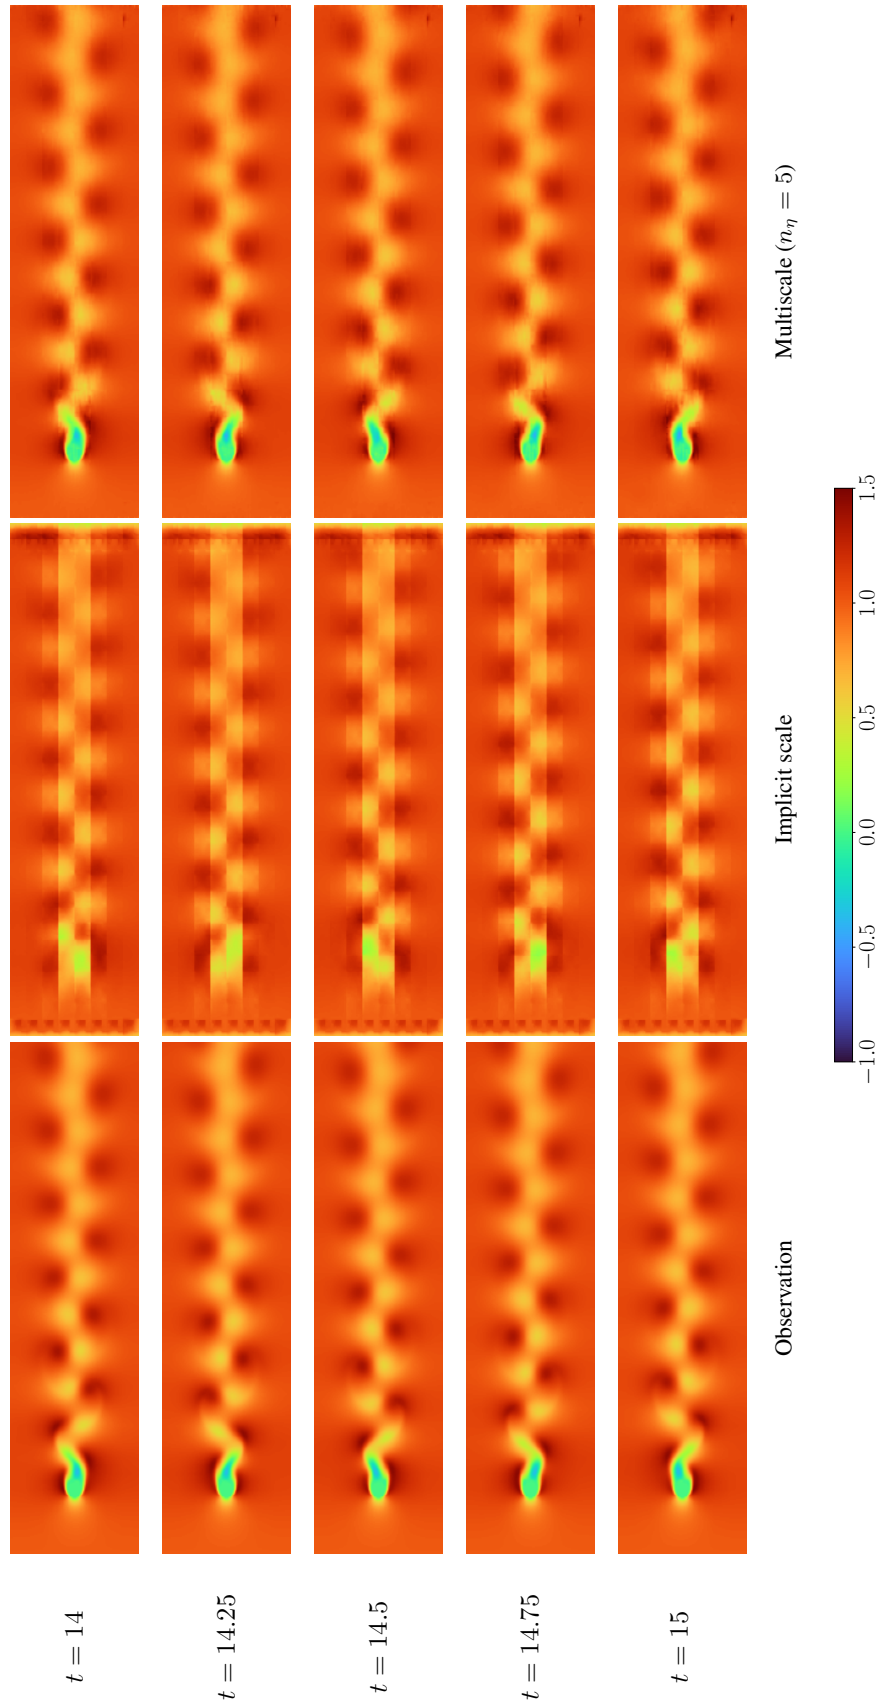 t = 14
t = 14.25
t = 14.5
t = 14.75
t = 15
Observation
Implicit scale
Multiscale (n_η = 5)
−1.0
−0.5
0.0
0.5
1.0
1.5